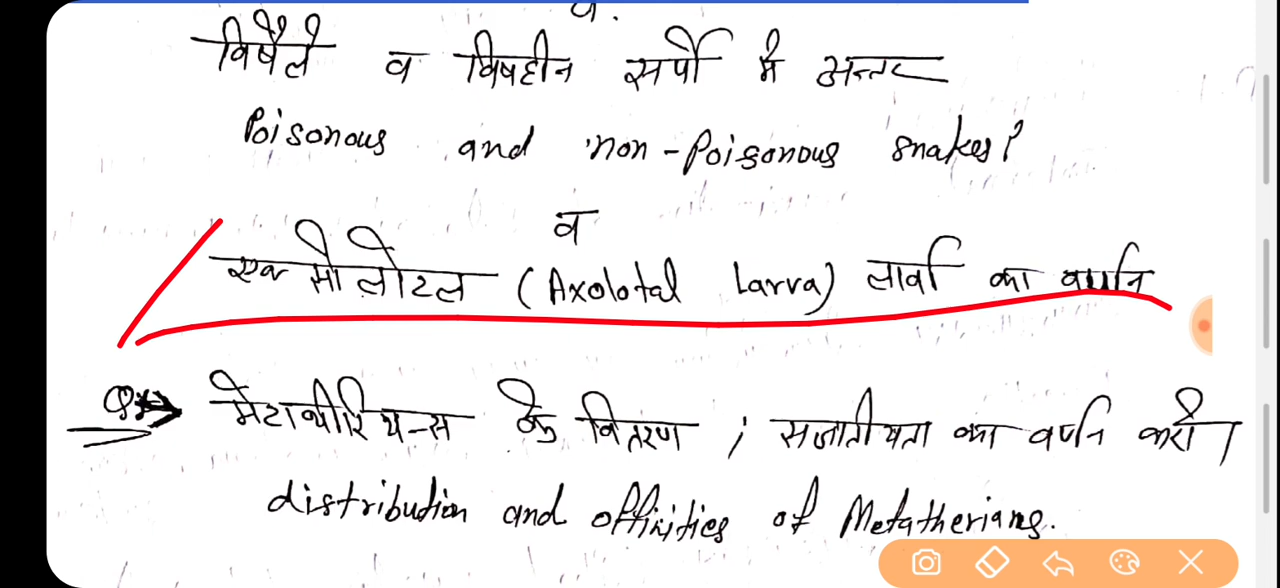 विषैले व विषहीन सर्पो में अन्तर
Poisonous and non-Poisonous snakes?
व
एक्सोलोटल (Axolotal Larva) लार्वा का वर्णन
Q* मेटाथीरियन्स के वितरण ; सजातीयता का वर्णन करो।
distribution and affinities of Metatherians.